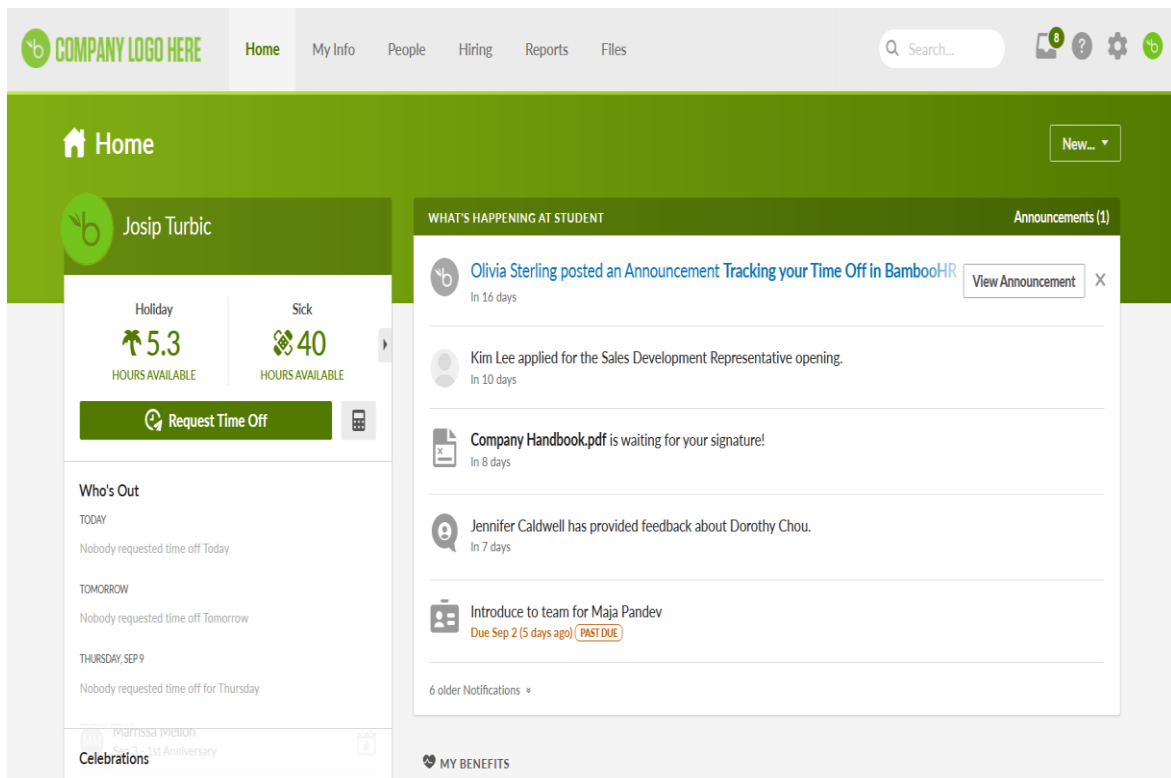 COMPANY LOGO HERE
Home My Info People Hiring Reports Files
Search...
8
?
Home
New...
Josip Turbic
Holiday Sick
5.3 40
HOURS AVAILABLE HOURS AVAILABLE
Request Time Off
Who's Out
TODAY
Nobody requested time off Today
TOMORROW
Nobody requested time off Tomorrow
THURSDAY, SEP 9
Nobody requested time off for Thursday
Marrissa Mellon
Sep 3 - 1st Anniversary
Celebrations
WHAT'S HAPPENING AT STUDENT Announcements (1)
Olivia Sterling posted an Announcement Tracking your Time Off in BambooHR
View Announcement X
In 16 days
Kim Lee applied for the Sales Development Representative opening.
In 10 days
Company Handbook.pdf is waiting for your signature!
In 8 days
Jennifer Caldwell has provided feedback about Dorothy Chou.
In 7 days
Introduce to team for Maja Pandev
Due Sep 2 (5 days ago) PAST DUE
6 older Notifications
MY BENEFITS